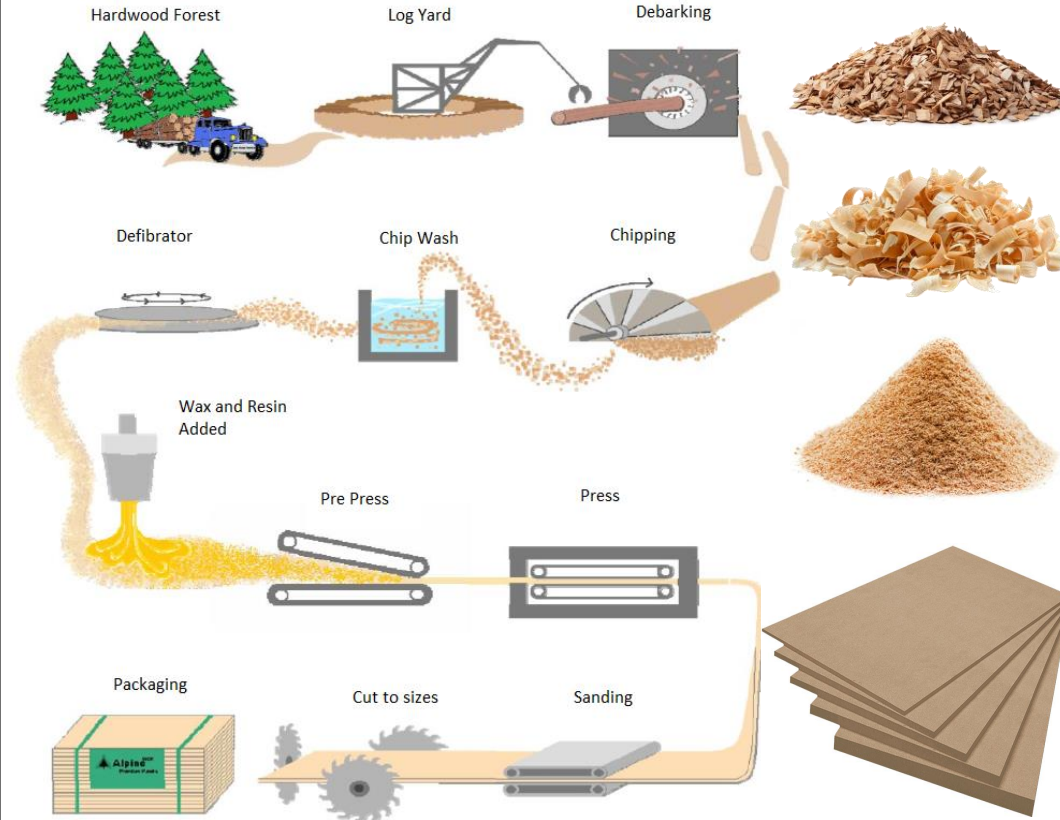 Hardwood Forest
Log Yard
Debarking
Defibrator
Chip Wash
Chipping
Wax and Resin
Added
Pre Press
Press
Packaging
Cut to sizes
Sanding
Alpine